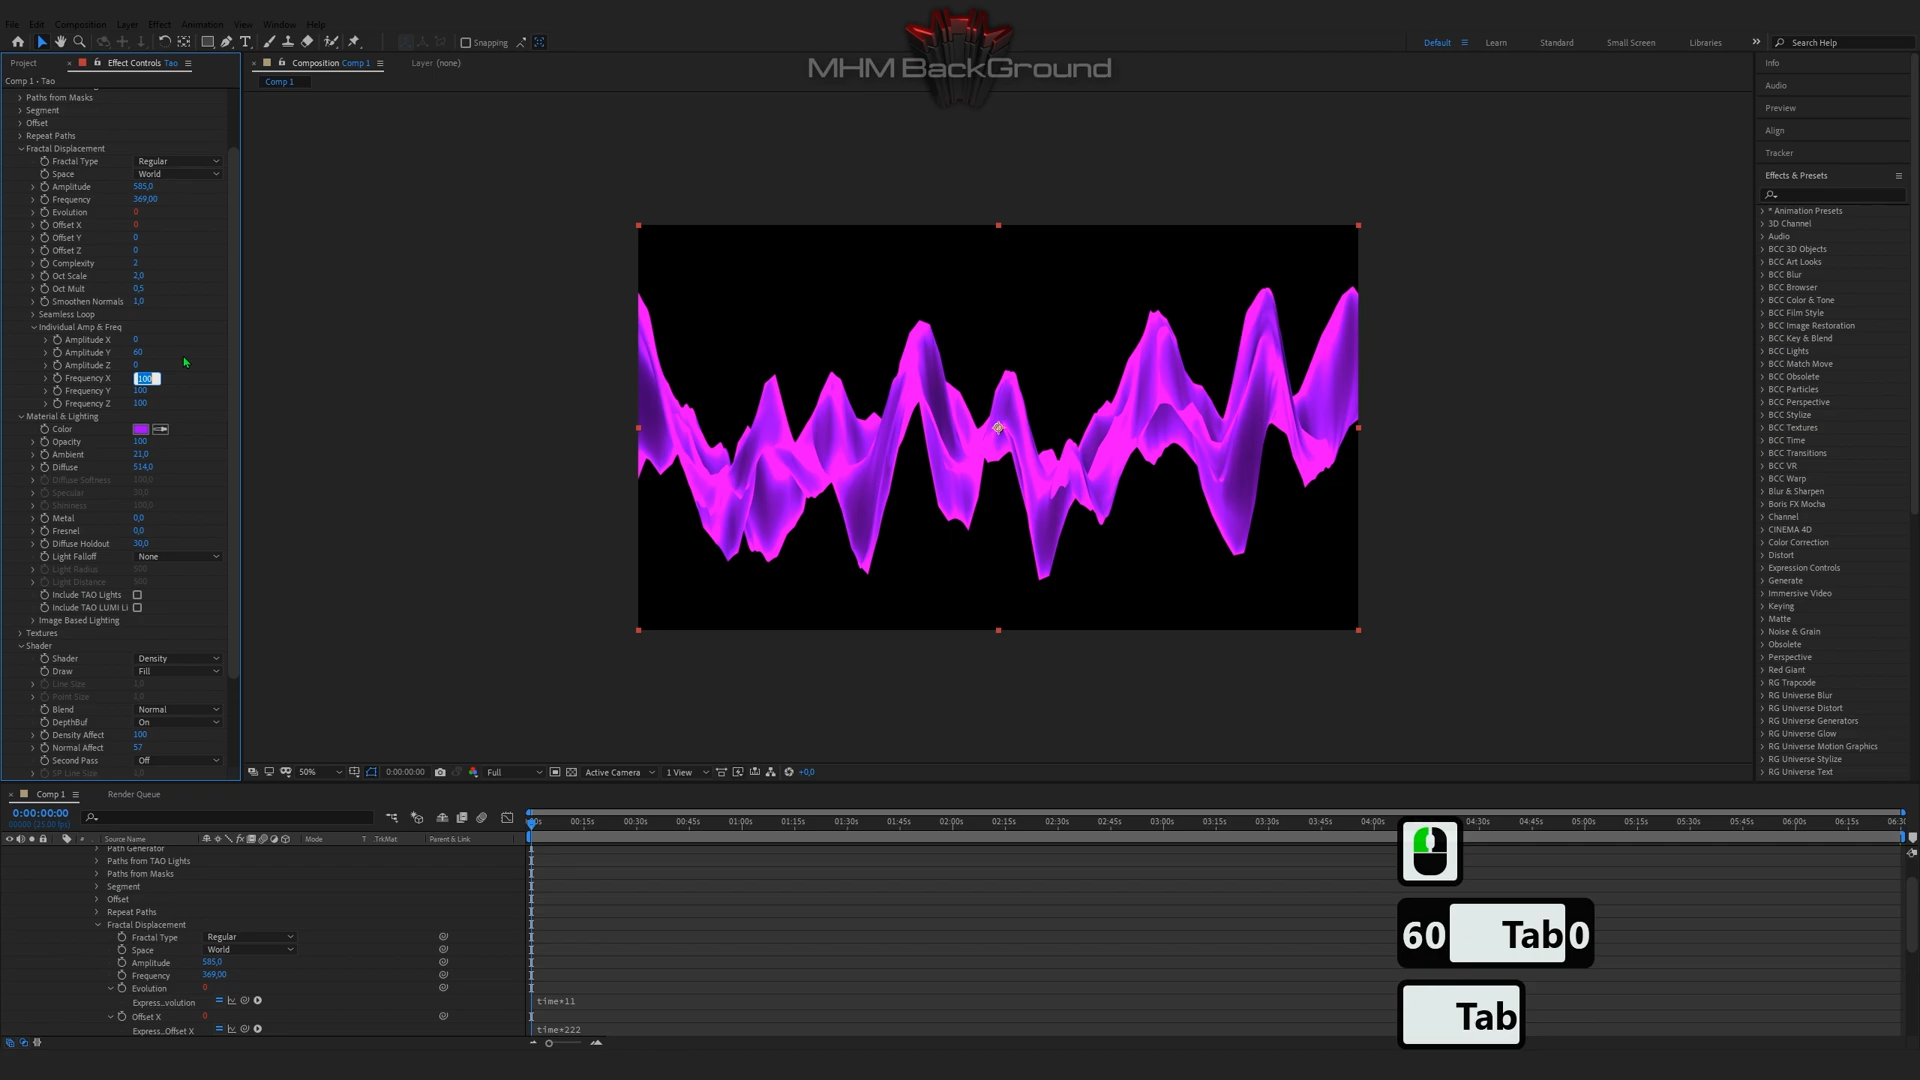 File Edit Composition Layer Effect Animation View Window Help
Snapping
Default Learn Standard Small Screen Libraries Search Help
MHM BackGround
Project Effect Controls Tao
Comp 1 • Tao
Paths from Masks
Segment
Offset
Repeat Paths
Fractal Displacement
Fractal Type Regular
Space World
Amplitude 585,0
Frequency 369,00
Evolution 0
Offset X 0
Offset Y 0
Offset Z 0
Complexity 2
Oct Scale 2,0
Oct Mult 0,5
Smoothen Normals 1,0
Seamless Loop
Individual Amp & Freq
Amplitude X 0
Amplitude Y 60
Amplitude Z 0
Frequency X 100
Frequency Y 100
Frequency Z 100
Material & Lighting
Color
Opacity 100
Ambient 21,0
Diffuse 514,0
Diffuse Softness 100,0
Specular 30,0
Shininess 100,0
Metal 0,0
Fresnel 0,0
Diffuse Holdout 30,0
Light Falloff None
Light Radius 500
Light Distance 500
Include TAO Lights
Include TAO LUMI Li
Image Based Lighting
Textures
Shader
Shader Density
Draw Fill
Line Size 1,0
Point Size 1,0
Blend Normal
DepthBuf On
Density Affect 100
Normal Affect 57
Second Pass Off
SP Line Size 1,0
Composition Comp 1 Layer (none)
Comp 1
50% 0:00:00:00 Full Active Camera 1 View +0,0
Info
Audio
Preview
Align
Tracker
Effects & Presets
* Animation Presets
3D Channel
Audio
BCC 3D Objects
BCC Art Looks
BCC Blur
BCC Browser
BCC Color & Tone
BCC Film Style
BCC Image Restoration
BCC Key & Blend
BCC Lights
BCC Match Move
BCC Obsolete
BCC Particles
BCC Perspective
BCC Stylize
BCC Textures
BCC Time
BCC Transitions
BCC VR
BCC Warp
Blur & Sharpen
Boris FX Mocha
Channel
CINEMA 4D
Color Correction
Distort
Expression Controls
Generate
Immersive Video
Keying
Matte
Noise & Grain
Obsolete
Perspective
Red Giant
RG Trapcode
RG Universe Blur
RG Universe Distort
RG Universe Generators
RG Universe Glow
RG Universe Motion Graphics
RG Universe Stylize
RG Universe Text
Comp 1 Render Queue
0:00:00:00
00000 (25.00 fps)
# Source Name Mode T .TrkMat Parent & Link
00s 00:15s 00:30s 00:45s 01:00s 01:15s 01:30s 01:45s 02:00s 02:15s 02:30s 02:45s 03:00s 03:15s 03:30s 03:45s 04:00s 04:30s 04:45s 05:00s 05:15s 05:30s 05:45s 06:00s 06:15s 06:30
Path Generator
Paths from TAO Lights
Paths from Masks
Segment
Offset
Repeat Paths
Fractal Displacement
Fractal Type Regular
Space World
Amplitude 585,0
Frequency 369,00
Evolution 0
Express...volution time*11
Offset X 0
Express...Offset X time*222
60 Tab 0
Tab